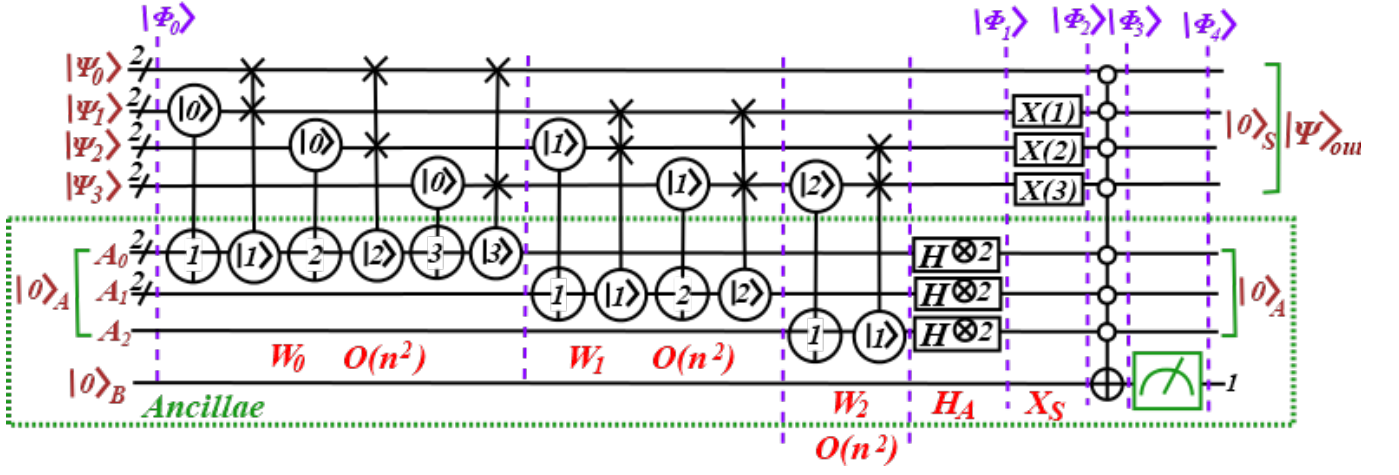 |Φ₀⟩ |Φ₁⟩ |Φ₂⟩ |Φ₃⟩ |Φ₄⟩
|Ψ₀⟩ 2
|Ψ₁⟩ 2 |0⟩ X(1)
|Ψ₂⟩ 2 |0⟩ |1⟩ X(2)
|Ψ₃⟩ 2 |0⟩ |1⟩ |2⟩ X(3)
|0⟩S |Ψ⟩out
A₀ 2 1 |1⟩ 2 |2⟩ 3 |3⟩ H⊗2
|0⟩A A₁ 2 1 |1⟩ 2 |2⟩ H⊗2 |0⟩A
A₂ 1 |1⟩ H⊗2
W₀ O(n²) W₁ O(n²)
|0⟩B 1
Ancillae W₂ H_A X_S
O(n²)